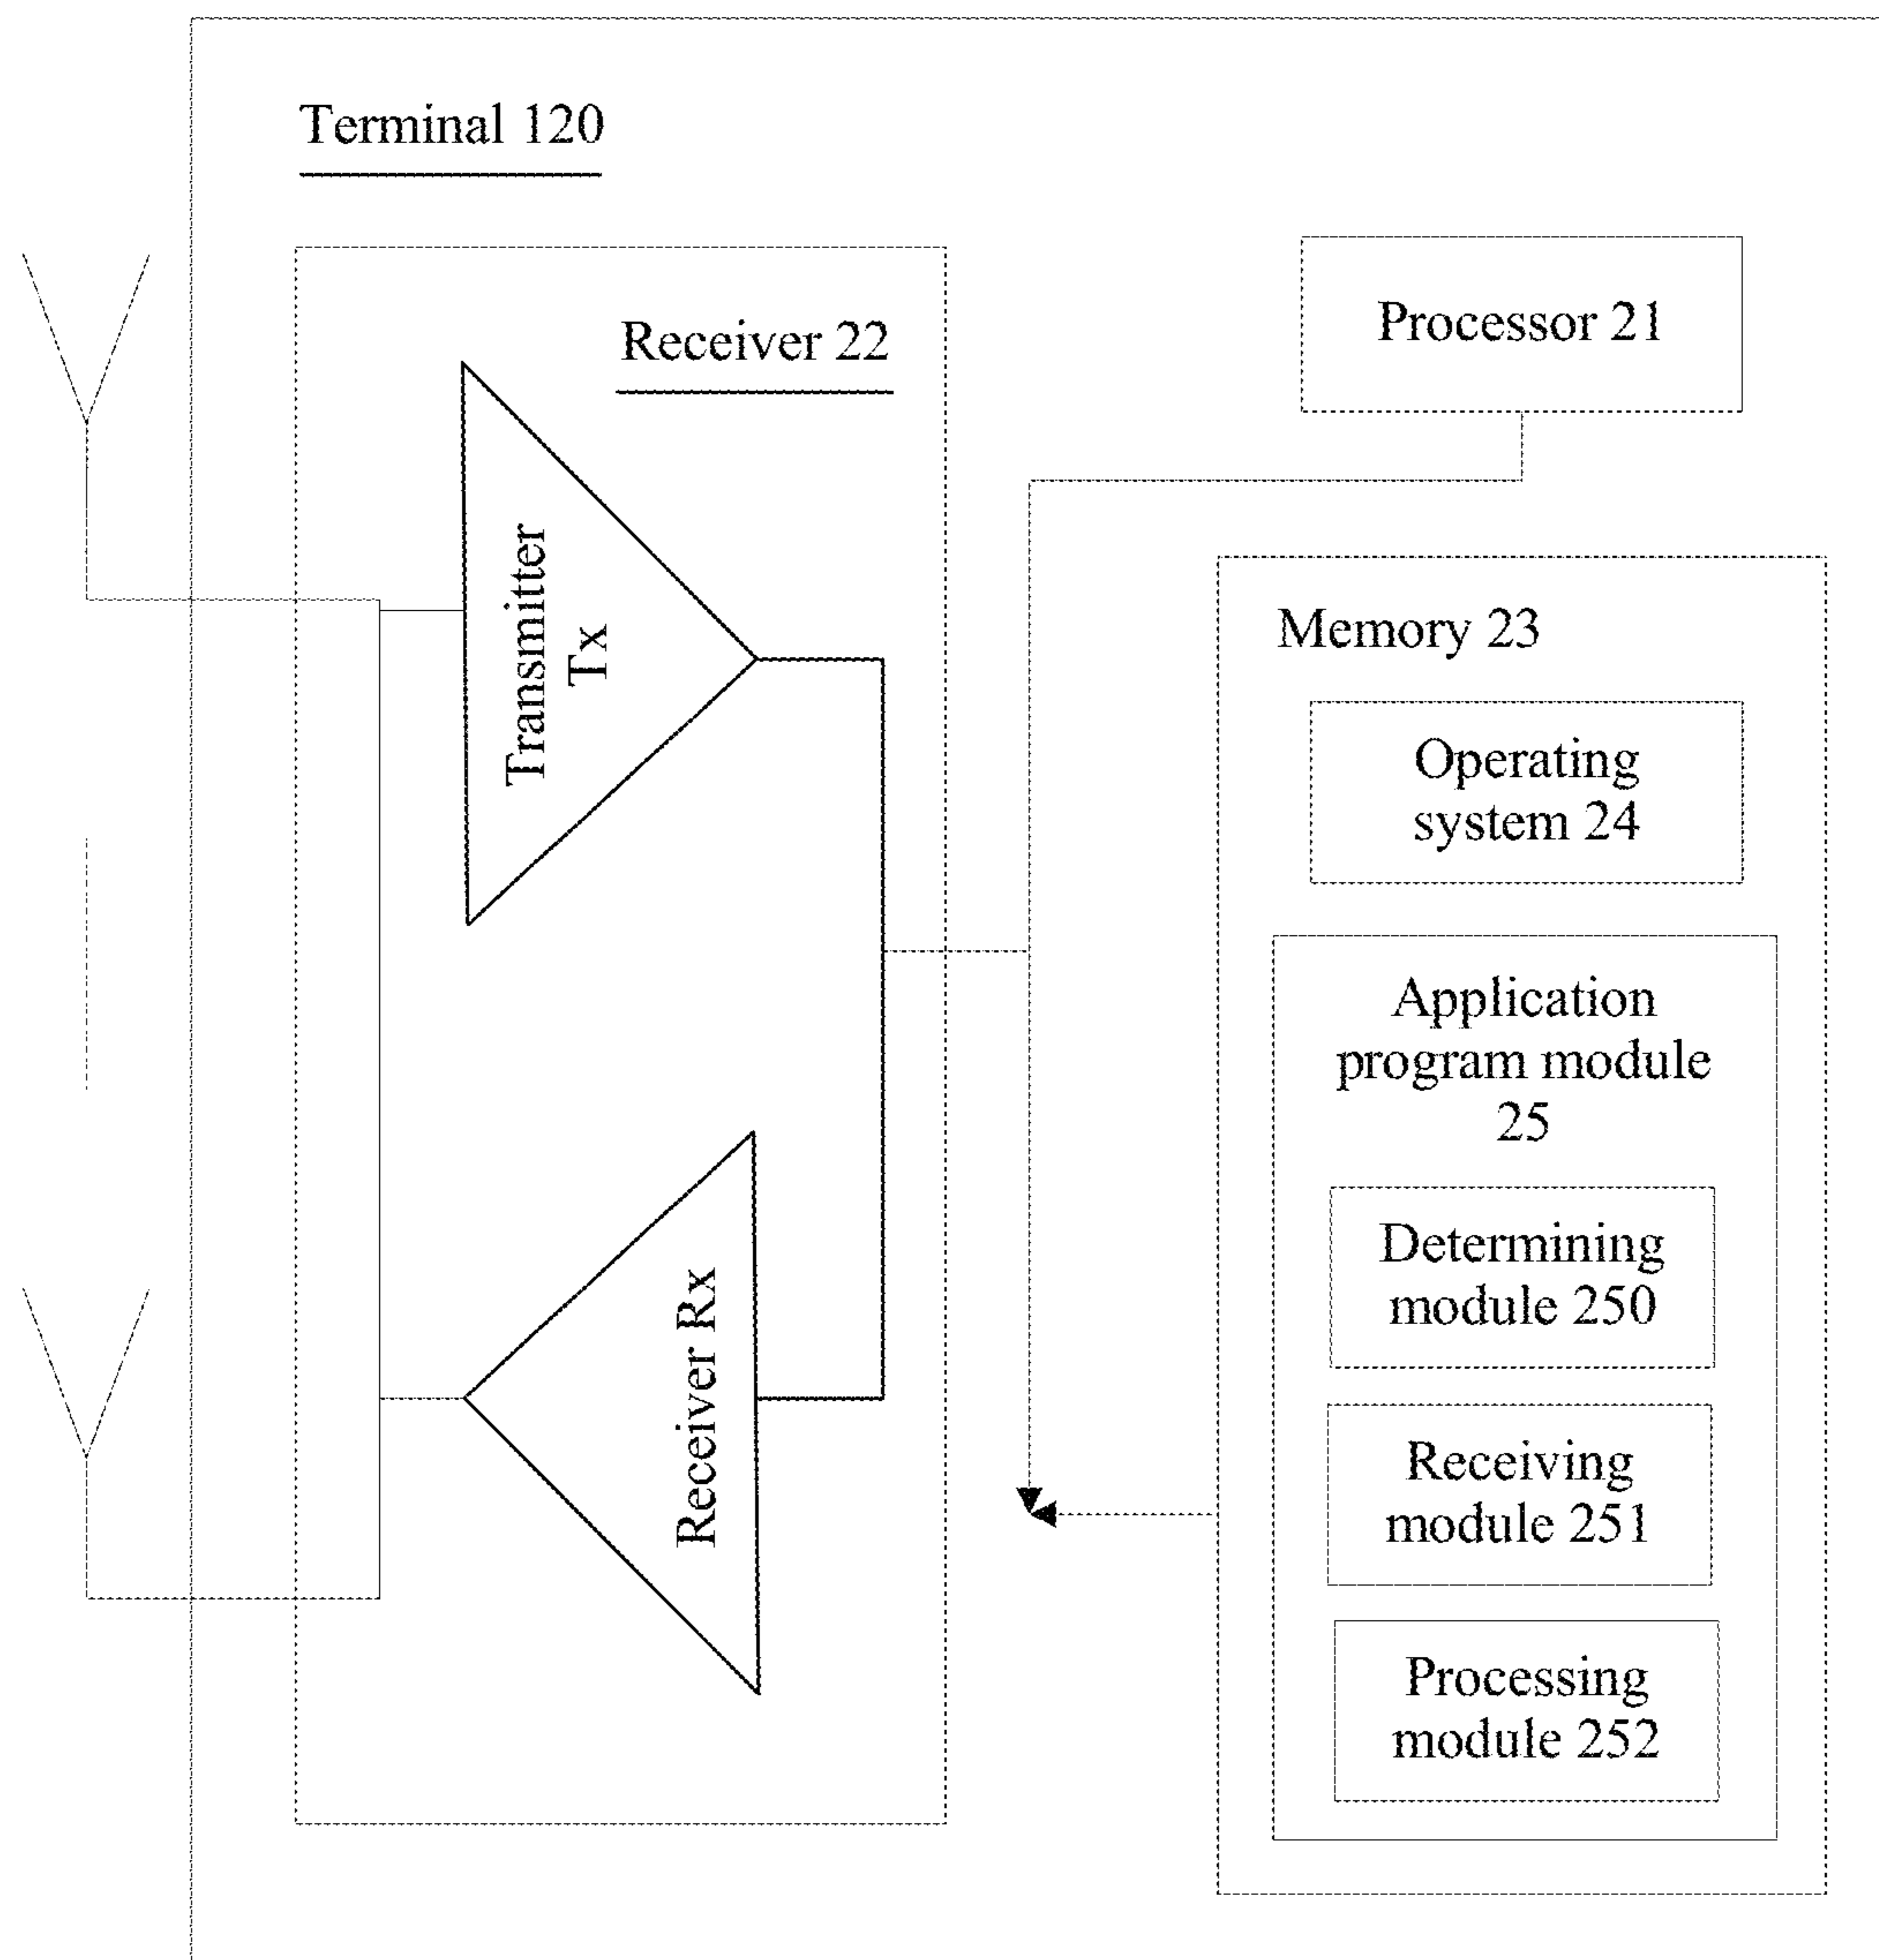 Terminal 120
Receiver 22
Transmitter
Tx
Receiver Rx
Processor 21
Memory 23
Operating
system 24
Application
program module
25
Determining
module 250
Receiving
module 251
Processing
module 252